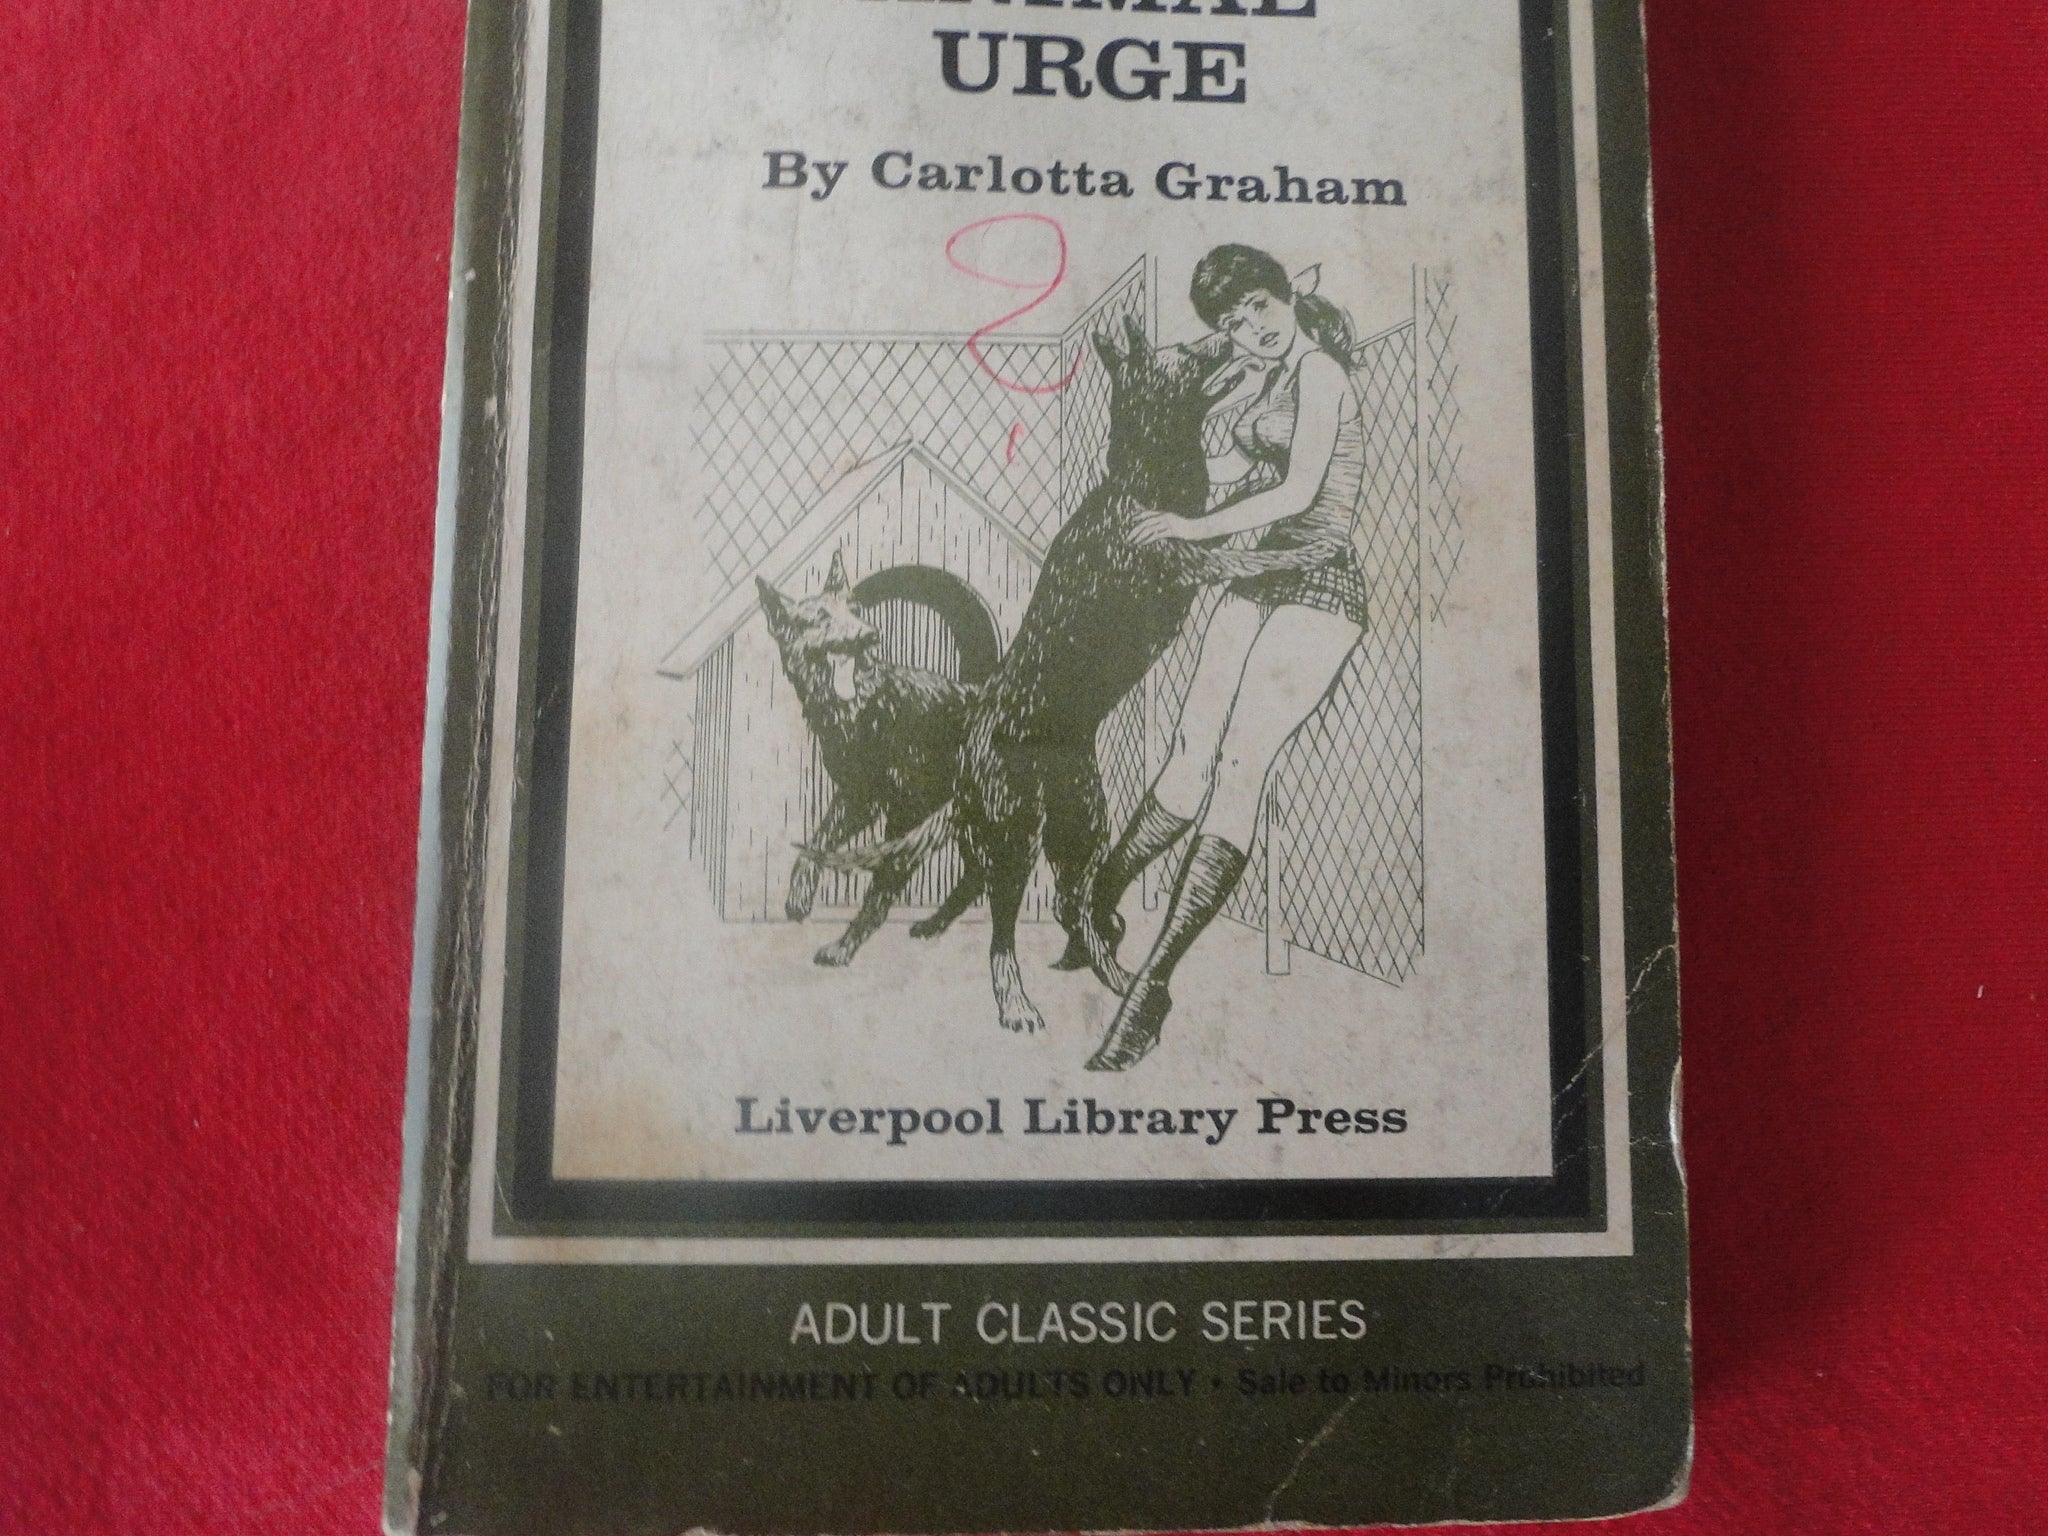 ANIMAL
URGE
By Carlotta Graham
Liverpool Library Press
ADULT CLASSIC SERIES
FOR ENTERTAINMENT OF ADULTS ONLY • Sale to Minors Prohibited